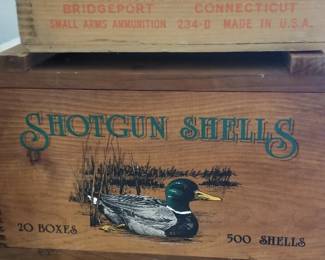 BRIDGEPORT CONNECTICUT
SMALL ARMS AMMUNITION 234-D MADE IN U.S.A.
SHOTGUN SHELLS
20 BOXES 500 SHELLS